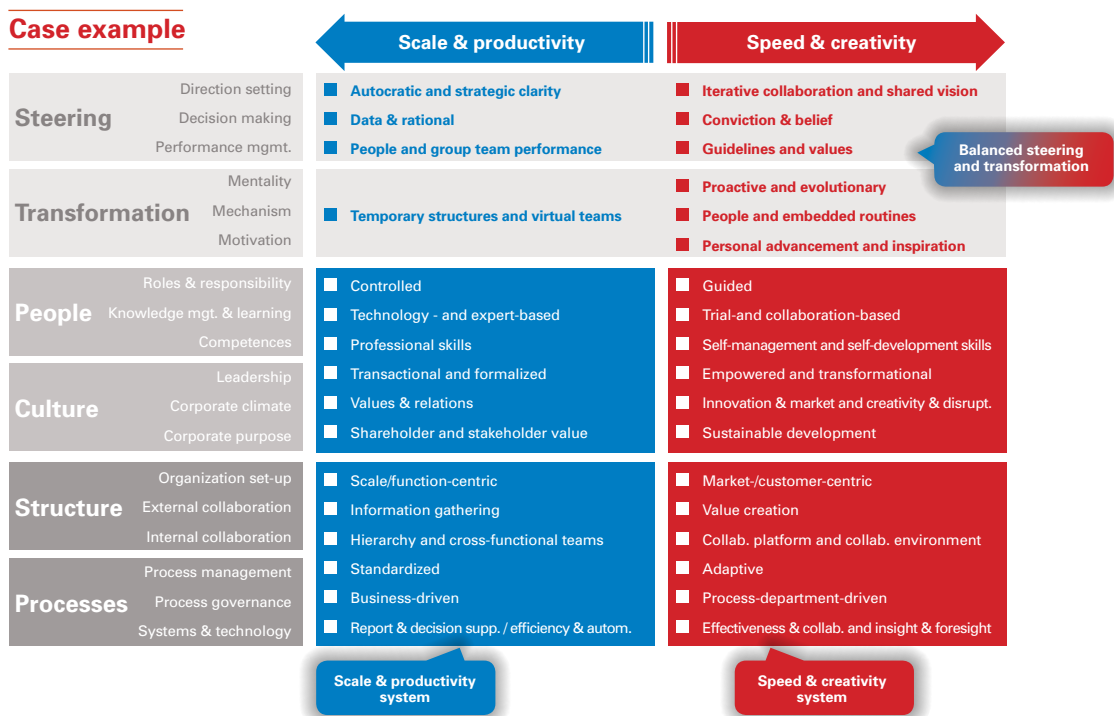 Case example
Scale & productivity
Speed & creativity
Steering
Direction setting
Decision making
Performance mgmt.
Autocratic and strategic clarity
Data & rational
People and group team performance
Iterative collaboration and shared vision
Conviction & belief
Guidelines and values
Balanced steering
and transformation
Transformation
Mentality
Mechanism
Motivation
Temporary structures and virtual teams
Proactive and evolutionary
People and embedded routines
Personal advancement and inspiration
People
Roles & responsibility
Knowledge mgt. & learning
Competences
Controlled
Technology - and expert-based
Professional skills
Guided
Trial-and collaboration-based
Self-management and self-development skills
Culture
Leadership
Corporate climate
Corporate purpose
Transactional and formalized
Values & relations
Shareholder and stakeholder value
Empowered and transformational
Innovation & market and creativity & disrupt.
Sustainable development
Structure
Organization set-up
External collaboration
Internal collaboration
Scale/function-centric
Information gathering
Hierarchy and cross-functional teams
Market-/customer-centric
Value creation
Collab. platform and collab. environment
Processes
Process management
Process governance
Systems & technology
Standardized
Business-driven
Report & decision supp. / efficiency & autom.
Adaptive
Process-department-driven
Effectiveness & collab. and insight & foresight
Scale & productivity
system
Speed & creativity
system